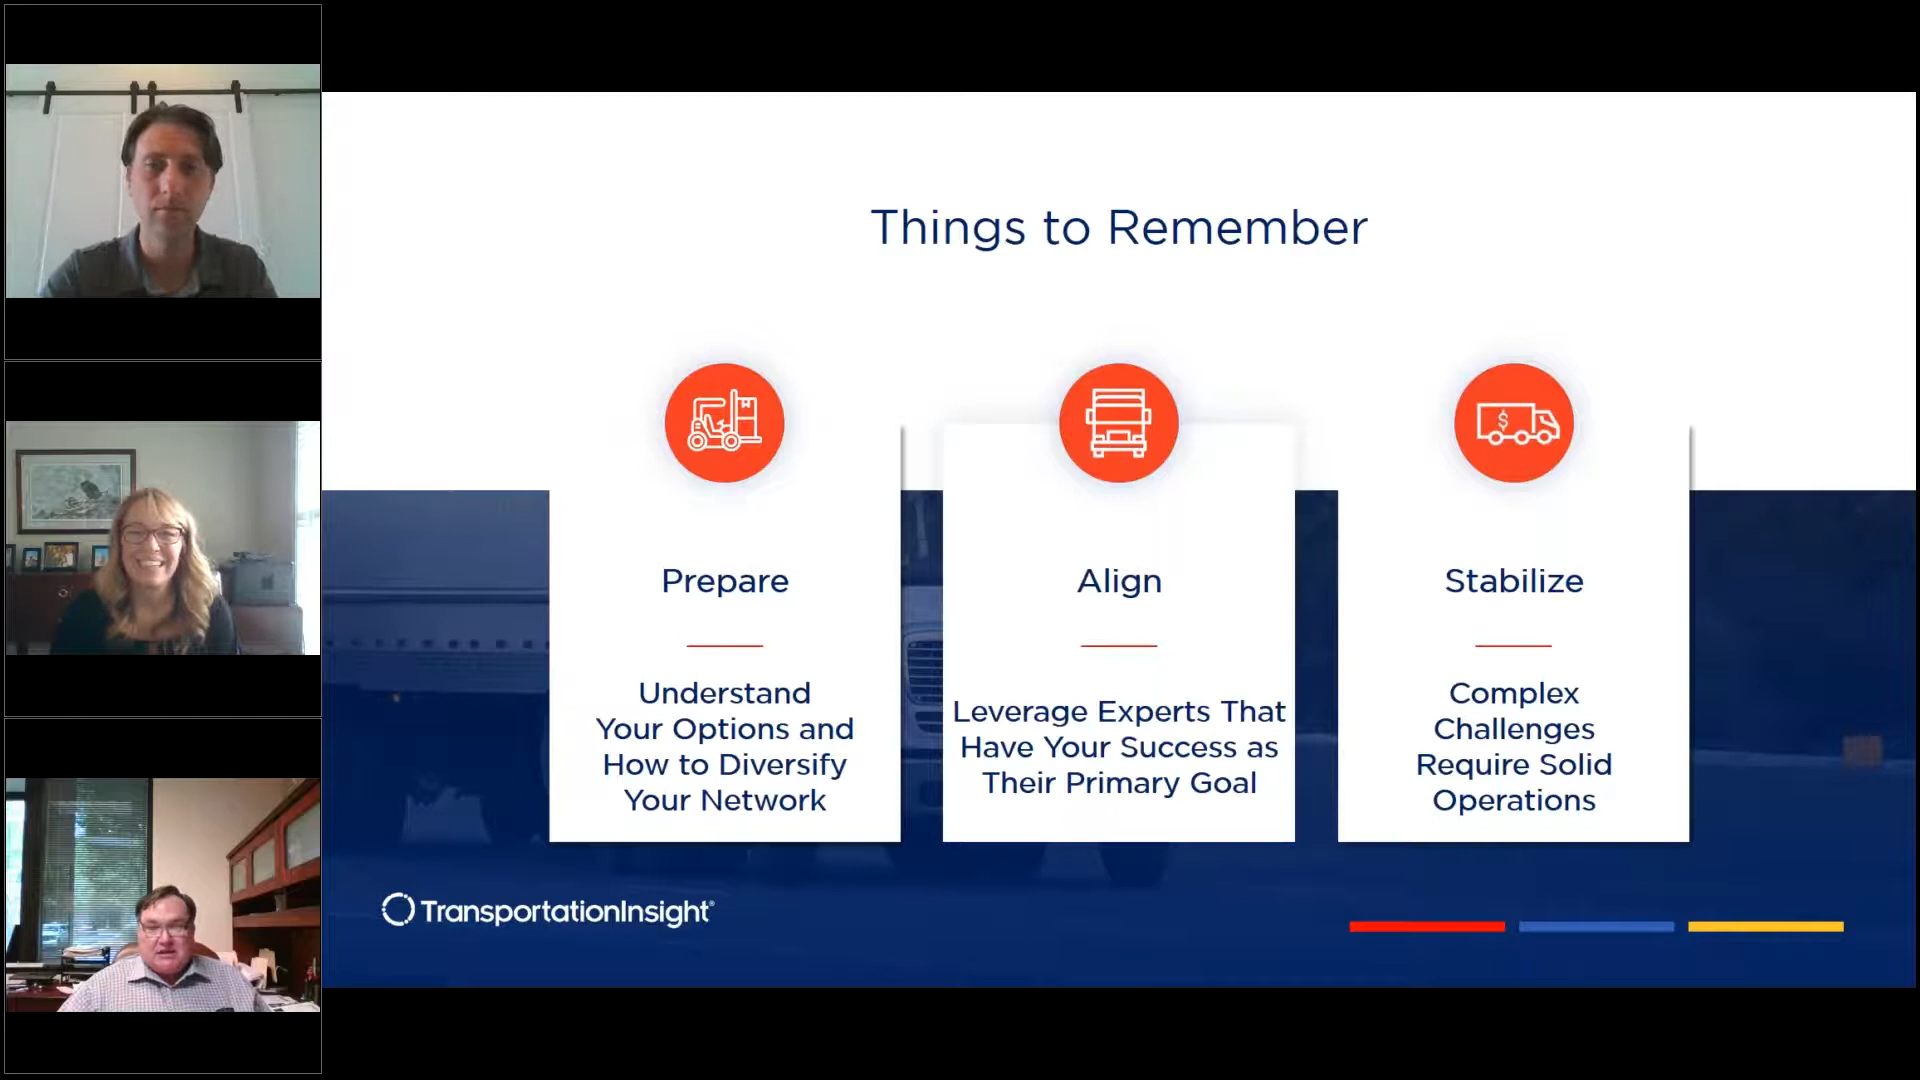 Things to Remember
$
Prepare
Understand
Your Options and
How to Diversify
Your Network
Align
Leverage Experts That
Have Your Success as
Their Primary Goal
Stabilize
Complex
Challenges
Require Solid
Operations
TransportationInsight®